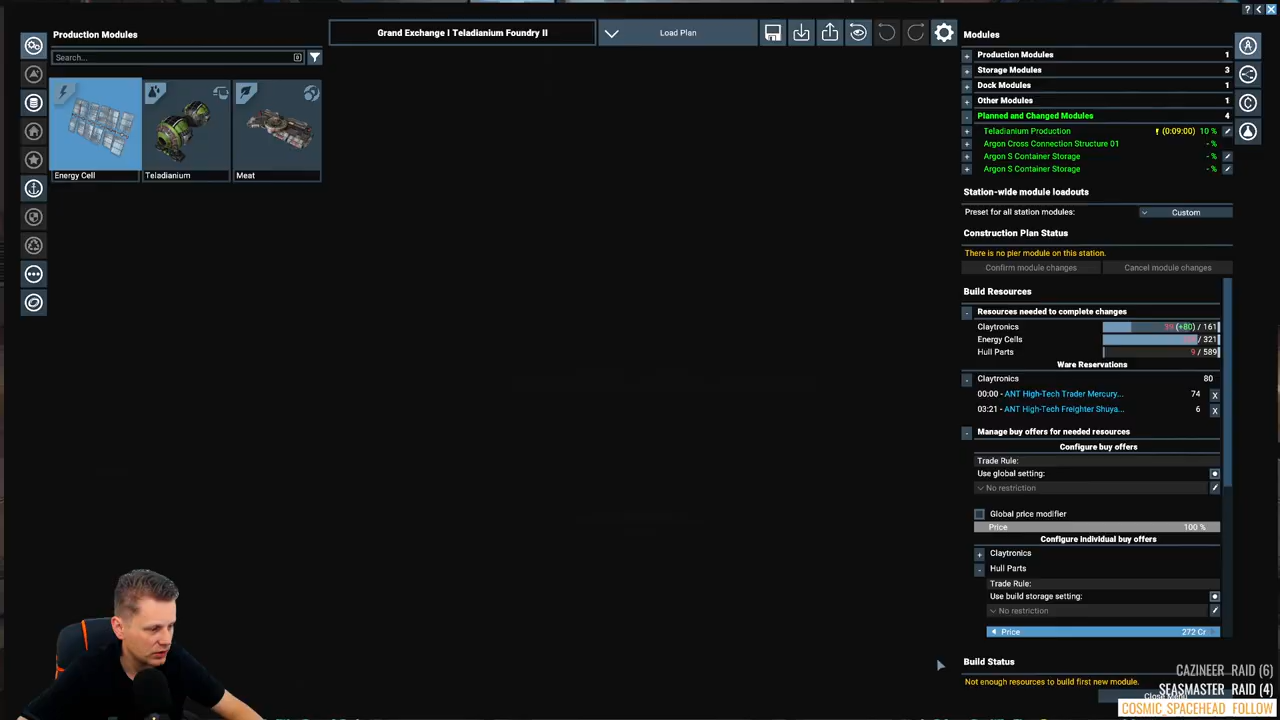 Production Modules
Search...
Energy Cell
Teladianium
Meat
Grand Exchange I Teladianium Foundry II
Load Plan
Modules
Production Modules 1
Storage Modules 3
Dock Modules 1
Other Modules 1
Planned and Changed Modules 4
Teladianium Production (0:09:00) 10 %
Argon Cross Connection Structure 01 - %
Argon S Container Storage - %
Argon S Container Storage - %
Station-wide module loadouts
Preset for all station modules: Custom
Construction Plan Status
There is no pier module on this station.
Confirm module changes Cancel module changes
Build Resources
Resources needed to complete changes
Claytronics 39 (+80) / 161
Energy Cells / 321
Hull Parts 9 / 589
Ware Reservations
Claytronics 80
00:00 - ANT High-Tech Trader Mercury... 74 X
03:21 - ANT High-Tech Freighter Shuya... 6 X
Manage buy offers for needed resources
Configure buy offers
Trade Rule:
Use global setting:
No restriction
Global price modifier
Price 100 %
Configure individual buy offers
Claytronics
Hull Parts
Trade Rule:
Use build storage setting:
No restriction
Price 272 Cr
Build Status
Not enough resources to build first new module.
Close Menu
CAZINEER RAID (6)
SEASMASTER RAID (4)
COSMIC_SPACEHEAD FOLLOW